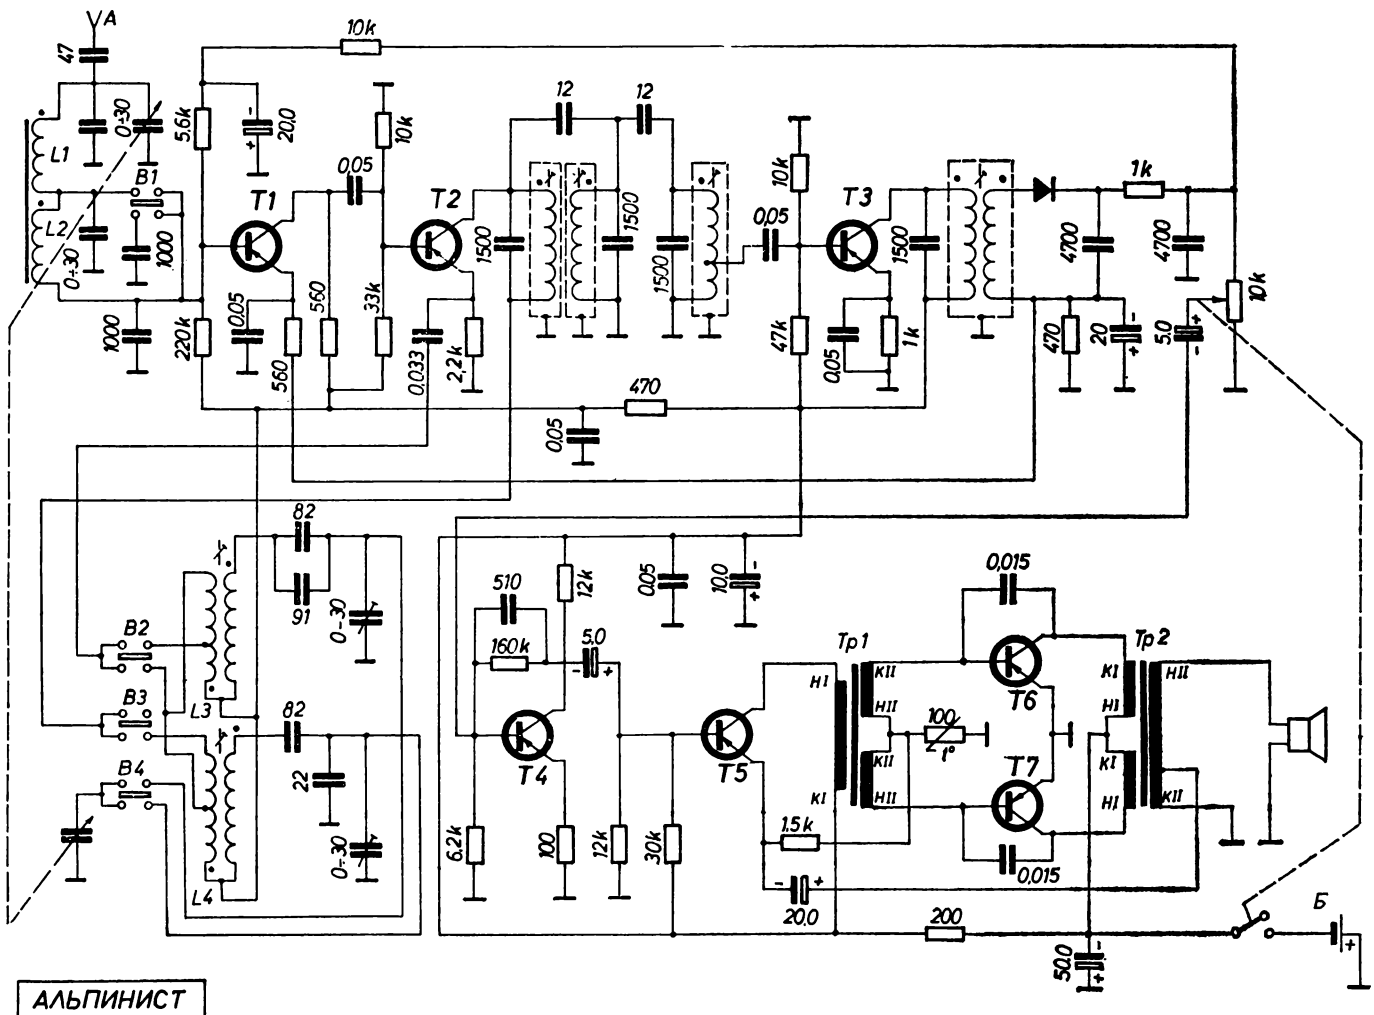 A
47
10k
0÷30
5.6k
20,0
-
+
10k
12
12
L1
B1
0,05
T1
T2
1500
1500
1500
10k
0,05
T3
1500
1k
4700
4700
10k
L2
0÷30
1000
1000
220k
0,05
560
560
33k
0,033
2,2k
47k
0,05
1k
470
20
-
+
5.0
+
-
470
0,05
82
91
0-30
510
160k
12k
5,0
-
+
0,05
10,0
-
+
0,015
B2
B3
B4
L3
82
22
0-30
L4
T4
T5
Тр1
HI
KI
KII
HII
KII
HII
100
t°
T6
T7
0,015
Тр2
KI
HI
KI
HI
HII
KII
6.2k
100
12k
30k
1.5k
-
+
20,0
200
50.0
-
+
Б
+
АЛЬПИНИСТ